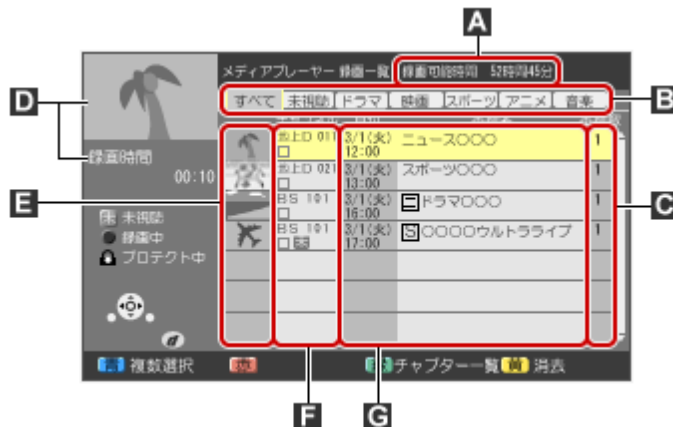 A
メディアプレーヤー 録画一覧 録画可能時間 52時間45分
D
すべて 未視聴 ドラマ 映画 スポーツ アニメ 音楽
B
地上D 011 3/1(火) 12:00 ニュース○○○ 1
録画時間
00:10
地上D 021 3/1(火) 13:00 スポーツ○○○ 1
E
C
BS 101 3/1(火) 16:00 二ドラマ○○○ 1
未視聴
録画中
BS 101 3/1(火) 17:00 S○○○○ウルトラライブ 1
プロテクト中
d
青 複数選択 赤 緑 チャプター一覧 黄 消去
F
G